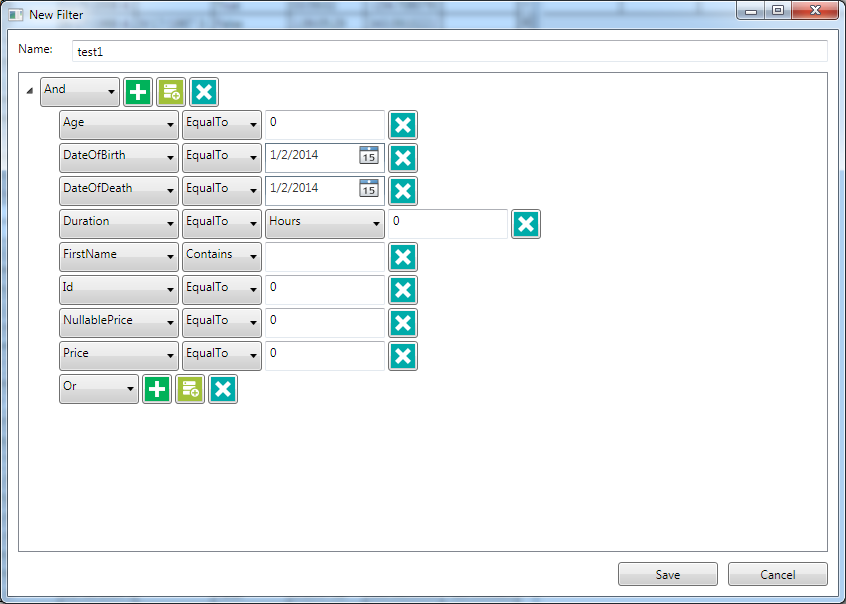 New Filter
Name: test1
And
Age EqualTo 0
DateOfBirth EqualTo 1/2/2014 15
DateOfDeath EqualTo 1/2/2014 15
Duration EqualTo Hours 0
FirstName Contains
Id EqualTo 0
NullablePrice EqualTo 0
Price EqualTo 0
Or
Save Cancel